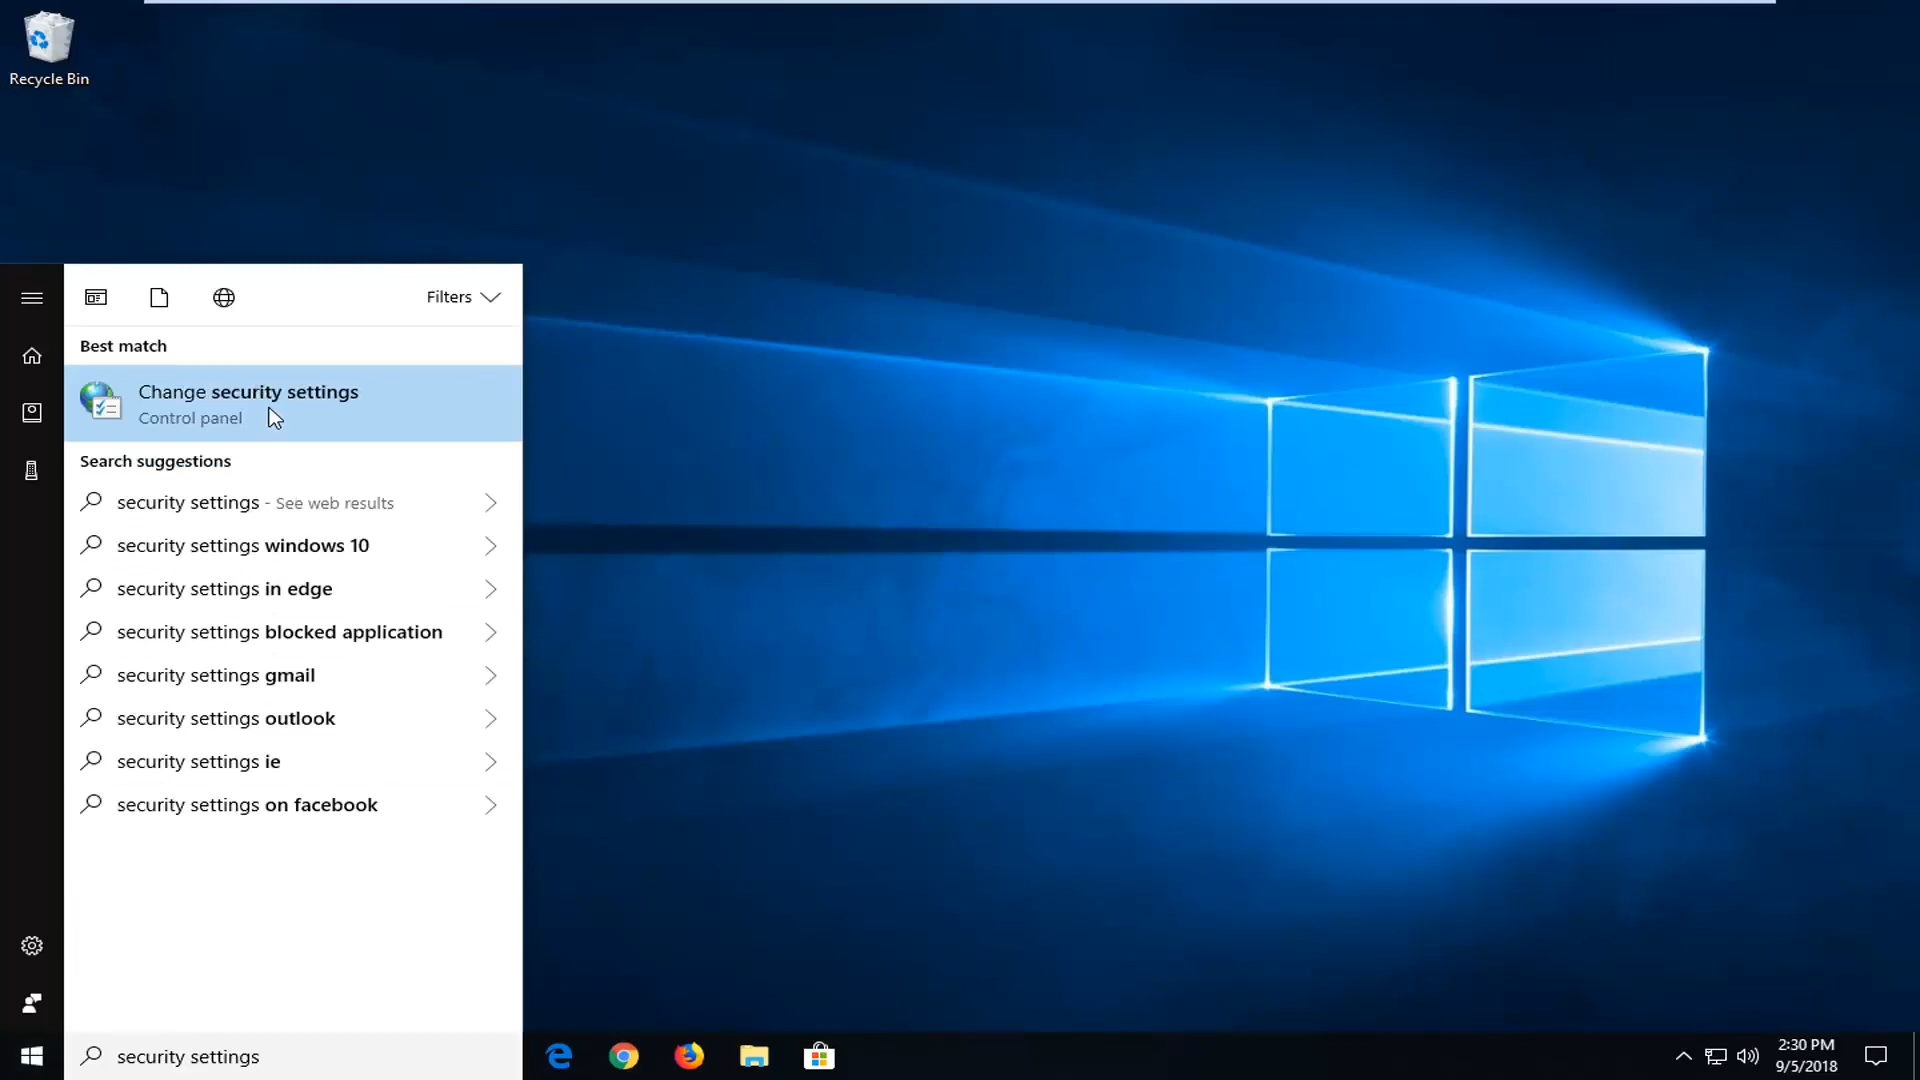 Recycle Bin
Filters
Best match
Change security settings
Control panel
Search suggestions
security settings - See web results
security settings windows 10
security settings in edge
security settings blocked application
security settings gmail
security settings outlook
security settings ie
security settings on facebook
security settings
2:30 PM
9/5/2018